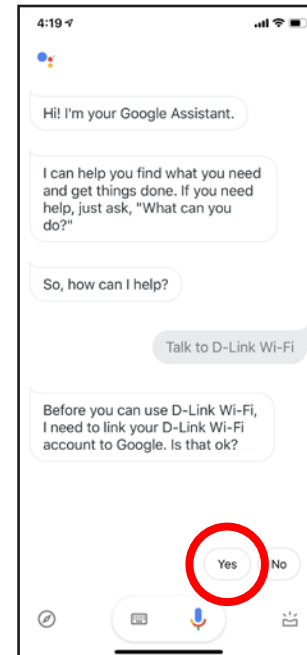 4:19
Hi! I'm your Google Assistant.
I can help you find what you need
and get things done. If you need
help, just ask, "What can you
do?"
So, how can I help?
Talk to D-Link Wi-Fi
Before you can use D-Link Wi-Fi,
I need to link your D-Link Wi-Fi
account to Google. Is that ok?
Yes No